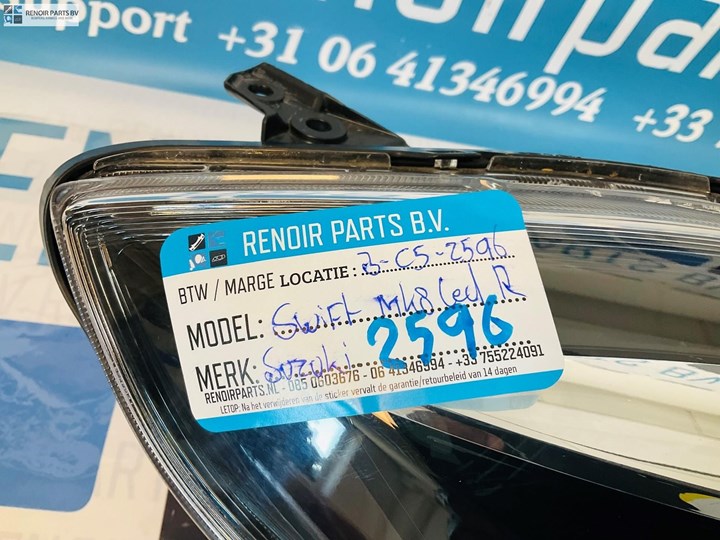 RENOIR PARTS BV
Support
+31 06 41346994
+33
RENOIR PARTS B.V.
BTW / MARGE LOCATIE : 3-C5-2596
MODEL: Swift Mk8 Led R
MERK: Suzuki 2596
RENOIRPARTS.NL - 085 0603676 - 06 41346994 - +33 755224091
LETOP: Na het verwijderen van de sticker vervalt de garantie/retourbeleid van 14 dagen